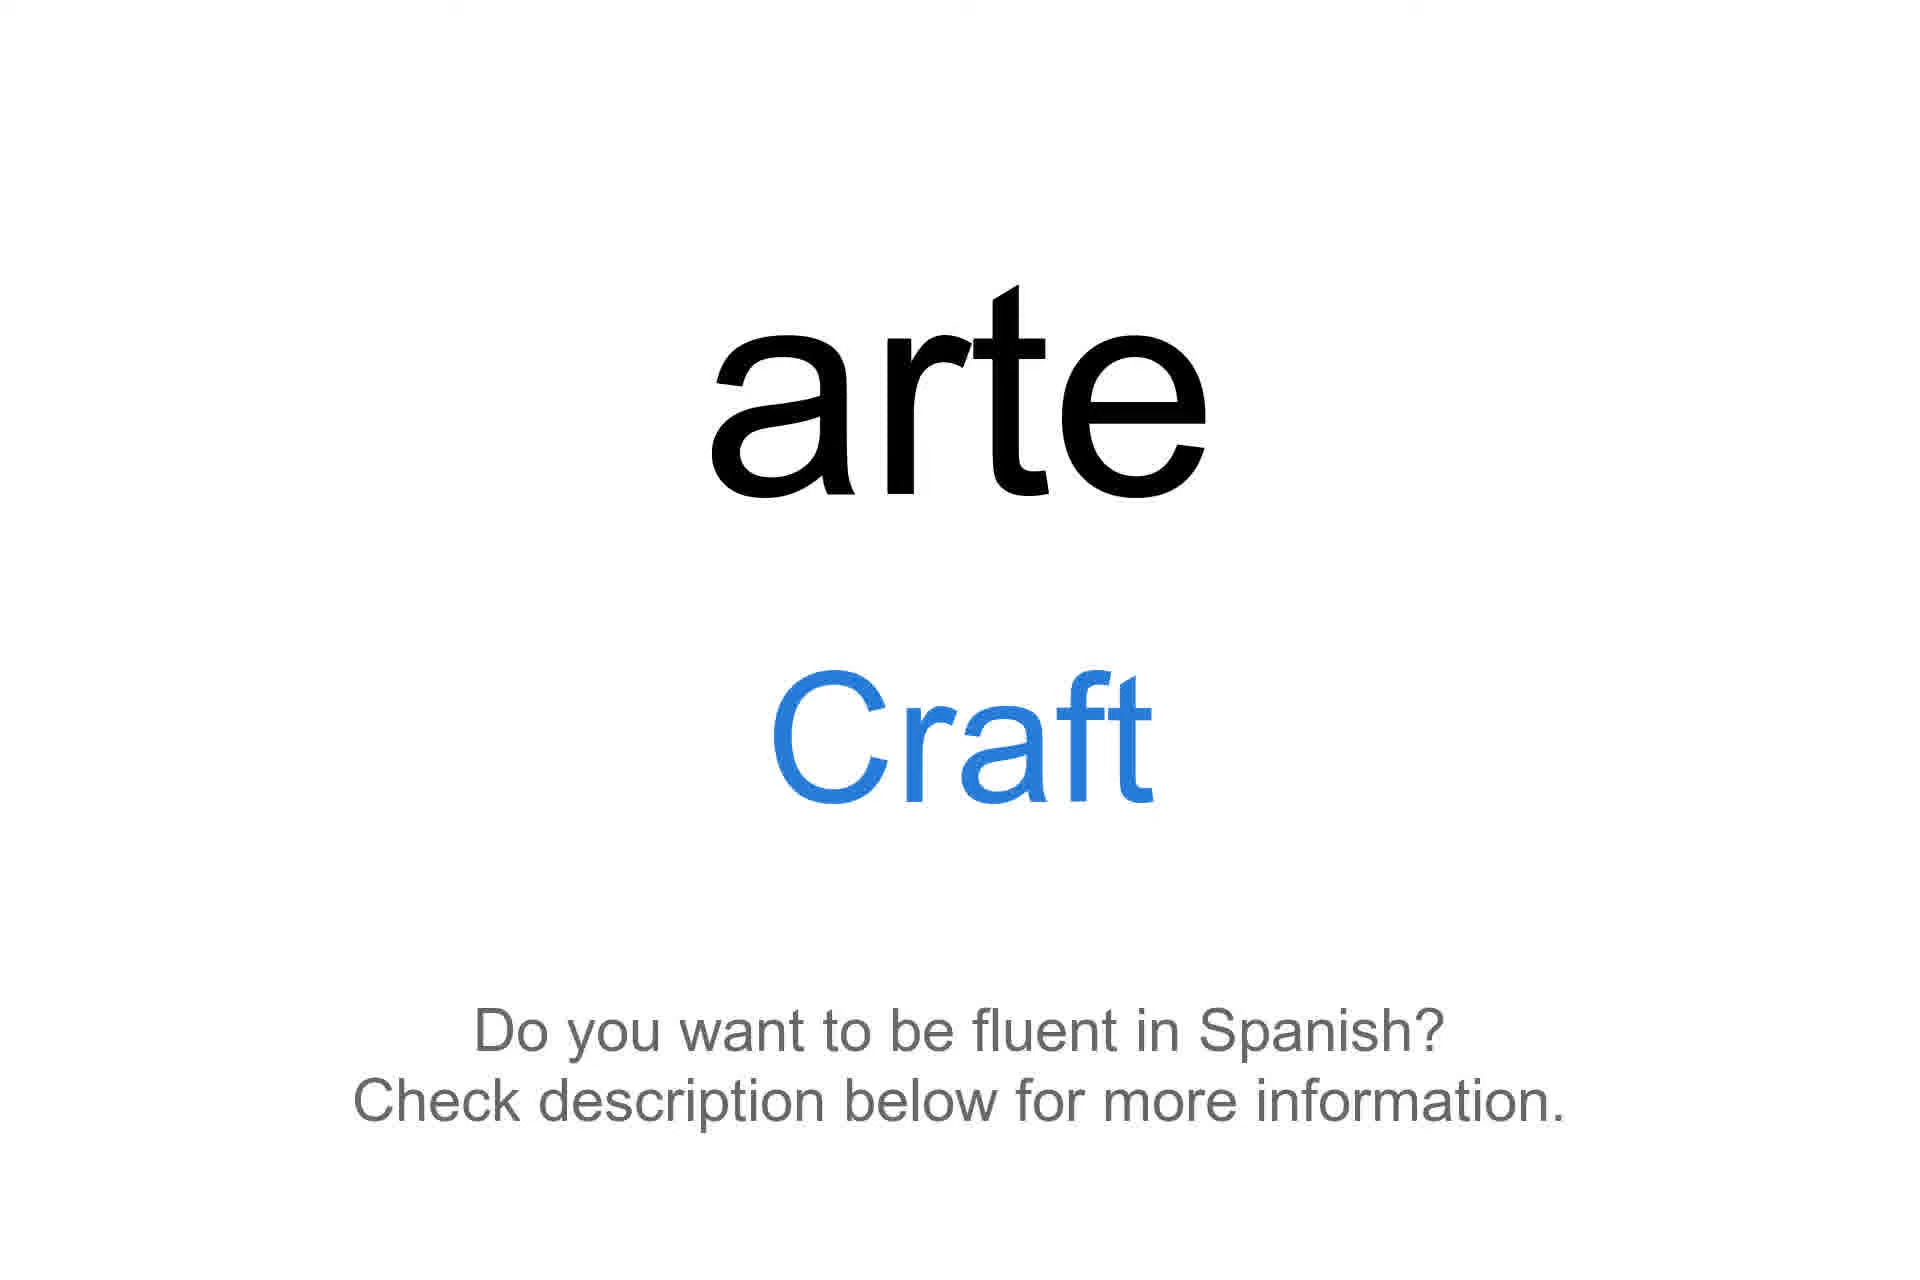 arte
Craft
Do you want to be fluent in Spanish?
Check description below for more information.